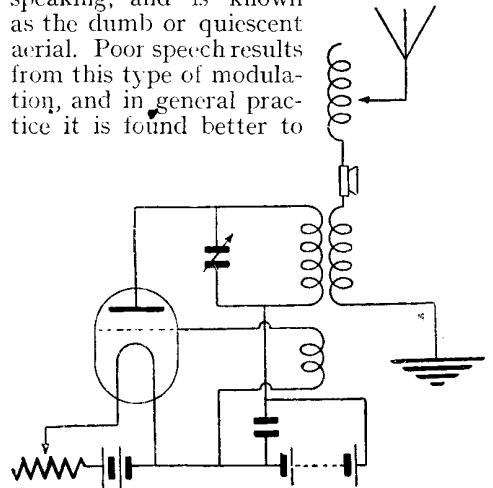 speaking, and is known
as the dumb or quiescent
aerial. Poor speech results
from this type of modula-
tion, and in general prac-
tice it is found better to